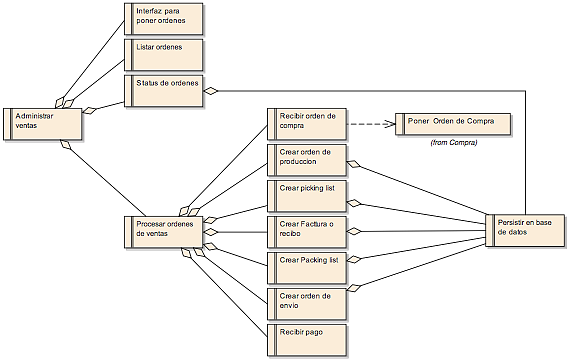 Interfaz para
poner ordenes
Listar ordenes
Status de ordenes
Administrar
ventas
Recibir orden de
compra
Poner Orden de Compra
(from Compra)
Crear orden de
produccion
Crear picking list
Procesar ordenes
de ventas
Crear Factura o
recibo
Persistir en base
de datos
Crear Packing list
Crear orden de
envio
Recibir pago